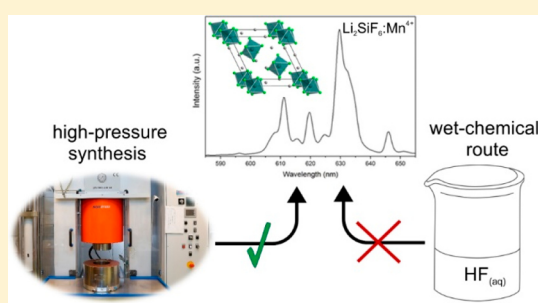 Li₂SiF₆:Mn⁴⁺
Intensity (a.u.)
590 600 610 620 630 640 650
Wavelength (nm)
high-pressure
synthesis
wet-chemical
route
HF(aq)